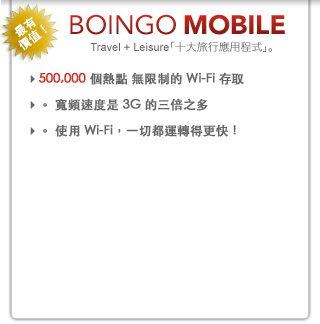 最有
價值！
BOINGO MOBILE
Travel + Leisure「十大旅行應用程式」。
500,000 個熱點 無限制的 Wi-Fi 存取
。 寬頻速度是 3G 的三倍之多
。 使用 Wi-Fi，一切都運轉得更快！